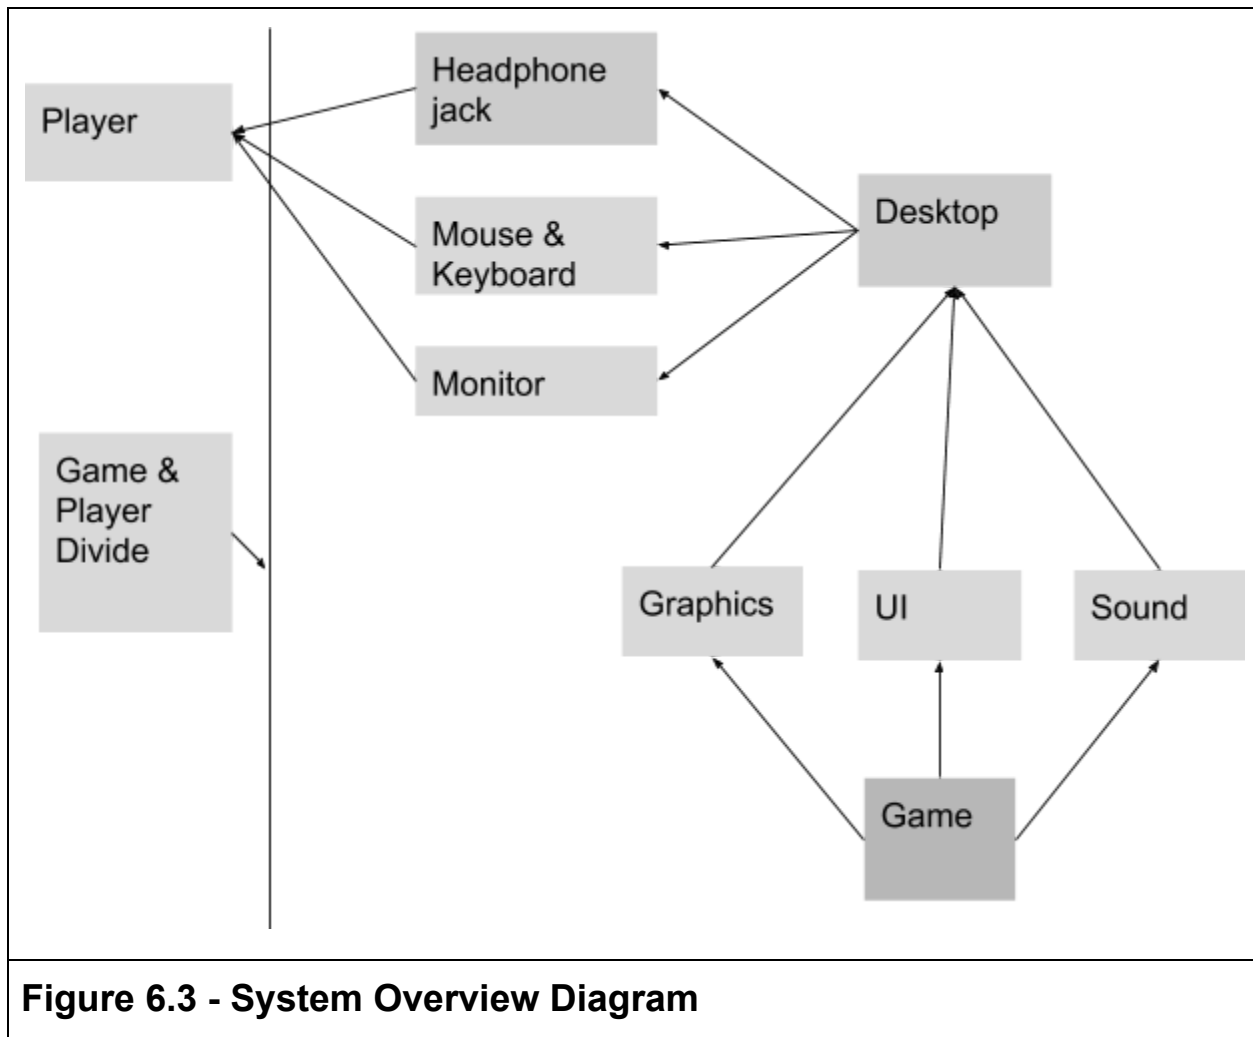 Player
Headphone
jack
Mouse &
Keyboard
Monitor
Desktop
Game &
Player
Divide
Graphics
UI
Sound
Game
Figure 6.3 - System Overview Diagram